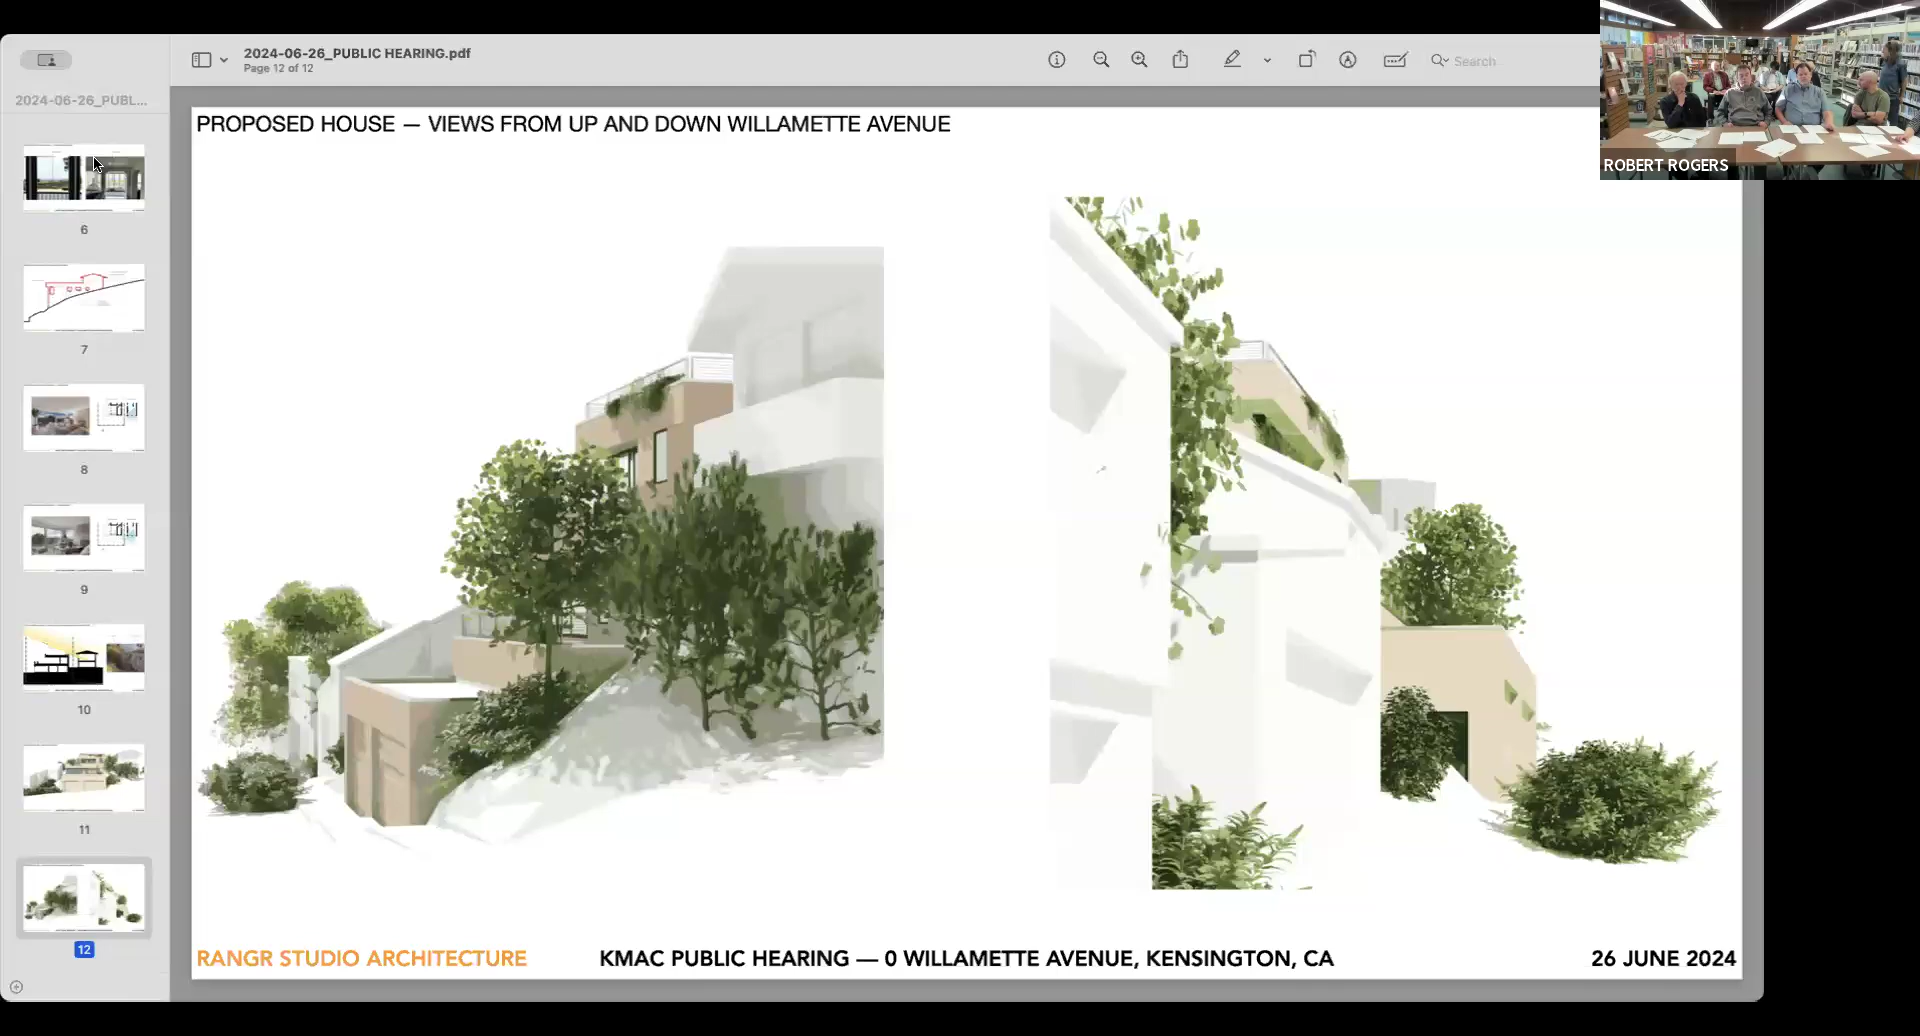 2024-06-26_PUBLIC HEARING.pdf
Page 12 of 12
Search
2024-06-26_PUBL...
6
7
8
9
10
11
12
PROPOSED HOUSE — VIEWS FROM UP AND DOWN WILLAMETTE AVENUE
ROBERT ROGERS
RANGR STUDIO ARCHITECTURE
KMAC PUBLIC HEARING — 0 WILLAMETTE AVENUE, KENSINGTON, CA
26 JUNE 2024